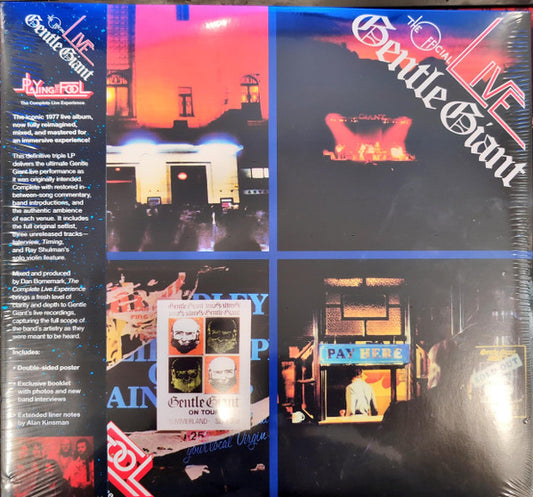 LIVE
Gentle Giant
PLAYING THE FOOL
The Complete Live Experience
The iconic 1977 live album,
now fully reimagined,
mixed, and mastered for
an immersive experience!
This definitive triple LP
delivers the ultimate Gentle
Giant live performance as
it was originally intended.
Complete with restored in-
between-song commentary,
band introductions, and
the authentic ambience
of each venue. It includes
the full original setlist,
three unreleased tracks—
Interview, Timing,
and Ray Shulman's
solo violin feature.
Mixed and produced
by Dan Bornemark, The
Complete Live Experience
brings a fresh level of
clarity and depth to Gentle
Giant's live recordings,
capturing the full scope of
the band's artistry as they
were meant to be heard.
Includes:
• Double-sided poster
• Exclusive booklet
with photos and new
band interviews
• Extended liner notes
by Alan Kinsman
THE OFFICIAL
LIVE
Gentle Giant
GIANT
PAY HERE
SOLD OUT
Gentle Giant
ON TOUR
your local Virgin
FOOL